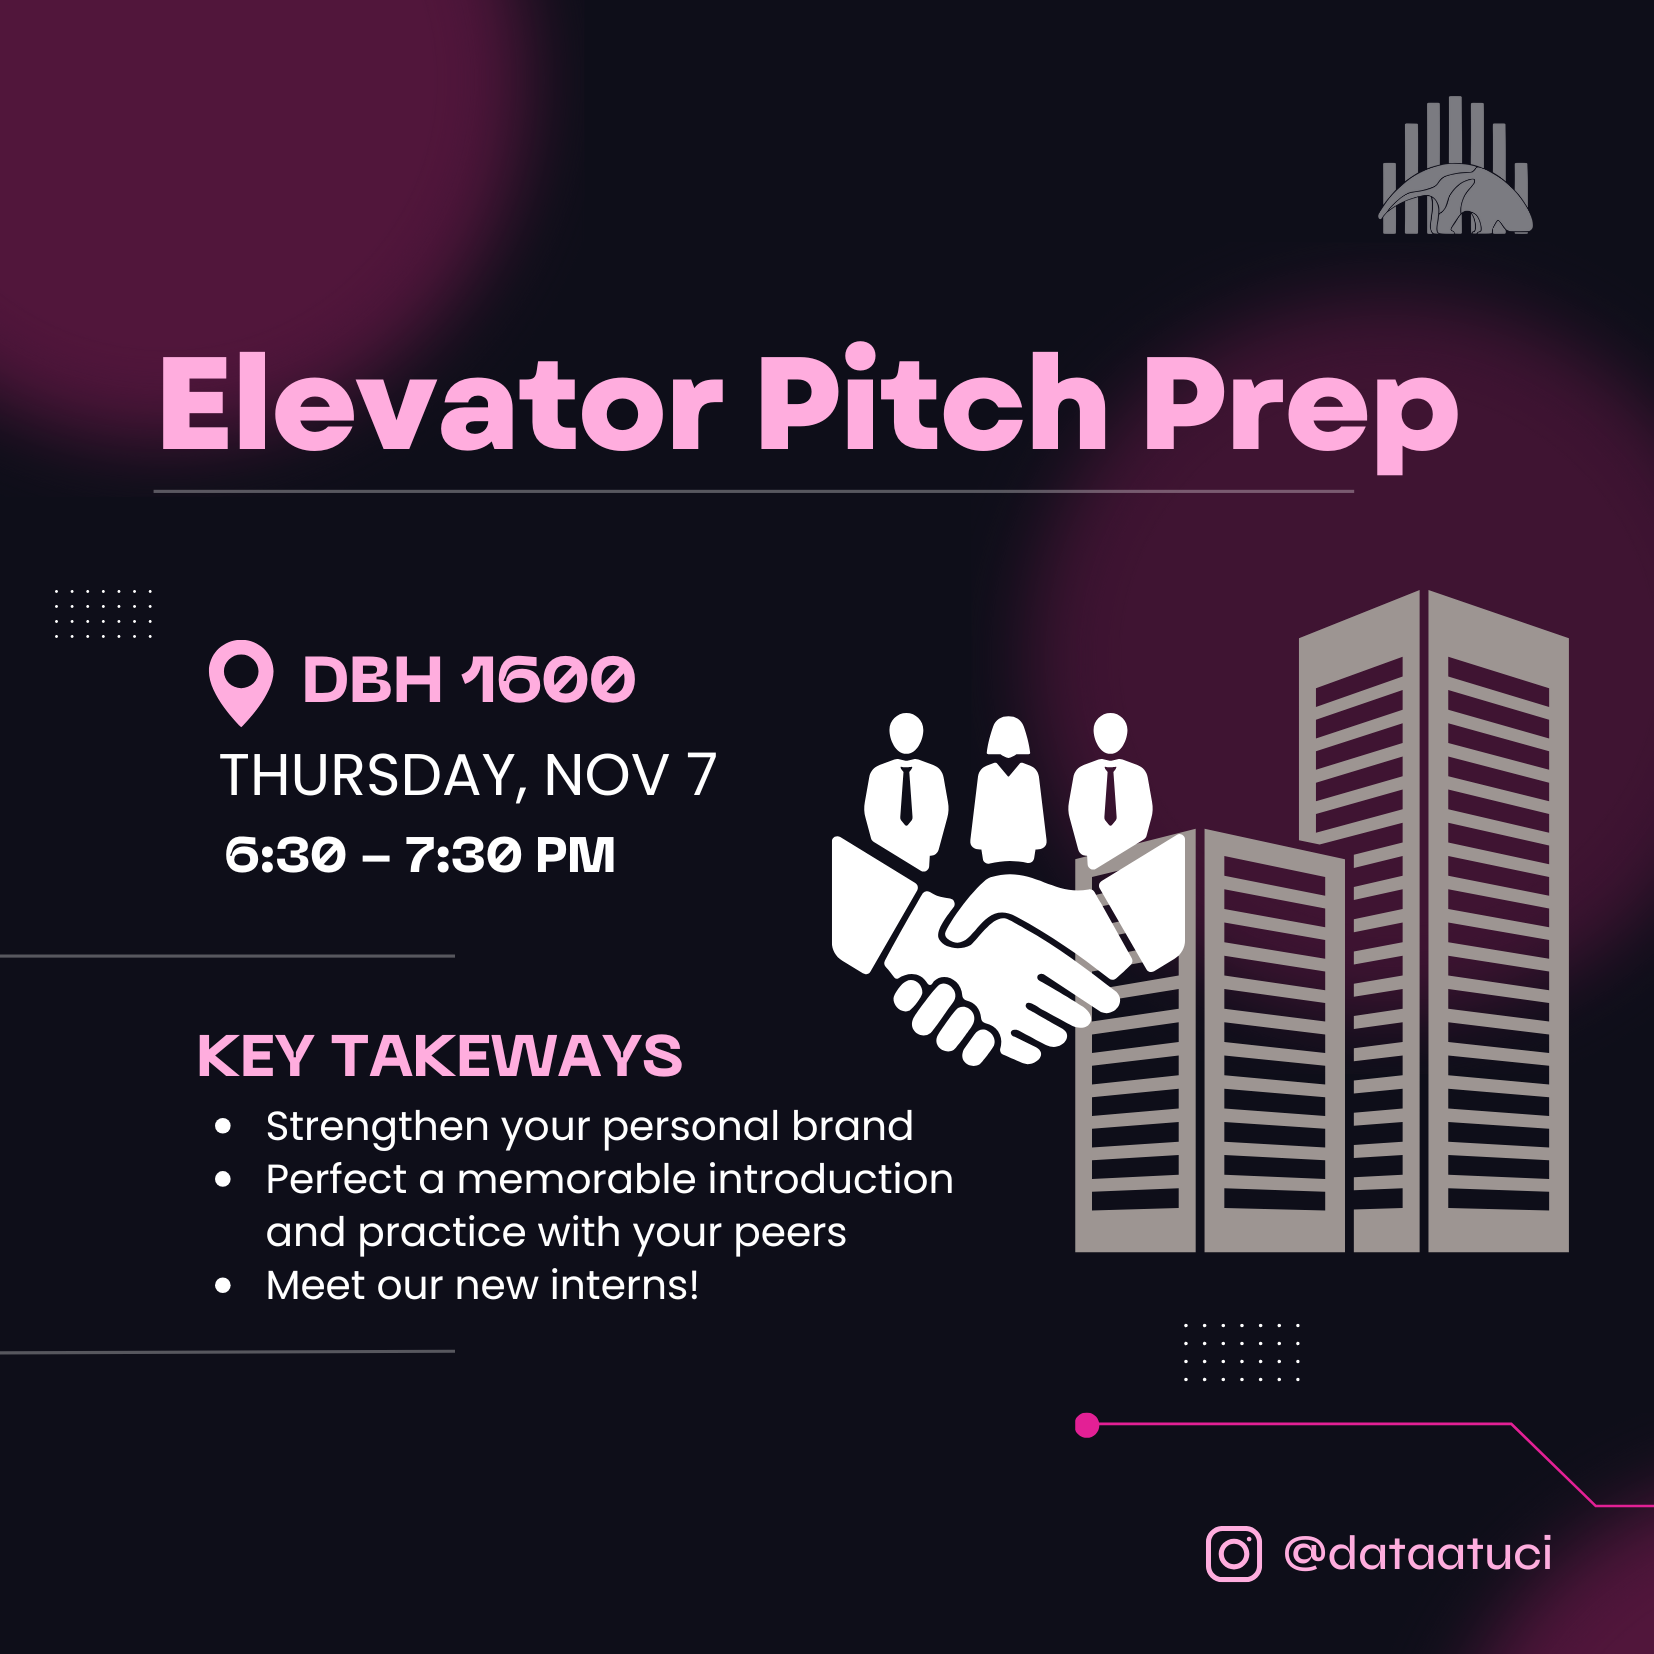 Elevator Pitch Prep
DBH 1600
THURSDAY, NOV 7
6:30 – 7:30 PM
KEY TAKEWAYS
• Strengthen your personal brand
• Perfect a memorable introduction
and practice with your peers
• Meet our new interns!
@dataatuci